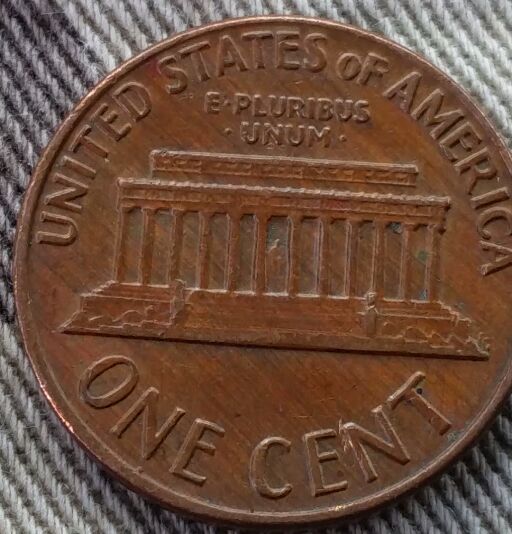 UNITED STATES OF AMERICA
E·PLURIBUS
·UNUM·
ONE CENT